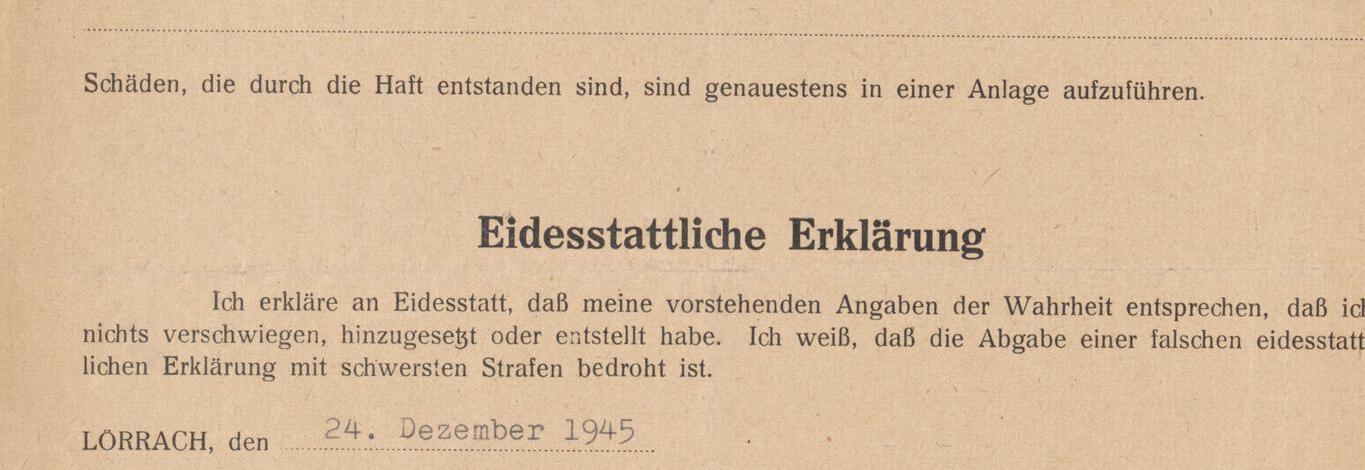 Schäden, die durch die Haft entstanden sind, sind genauestens in einer Anlage aufzuführen.
Eidesstattliche Erklärung
Ich erkläre an Eidesstatt, daß meine vorstehenden Angaben der Wahrheit entsprechen, daß ich
nichts verschwiegen, hinzugesetzt oder entstellt habe. Ich weiß, daß die Abgabe einer falschen eidesstatt
lichen Erklärung mit schwersten Strafen bedroht ist.
LÖRRACH, den 24. Dezember 1945